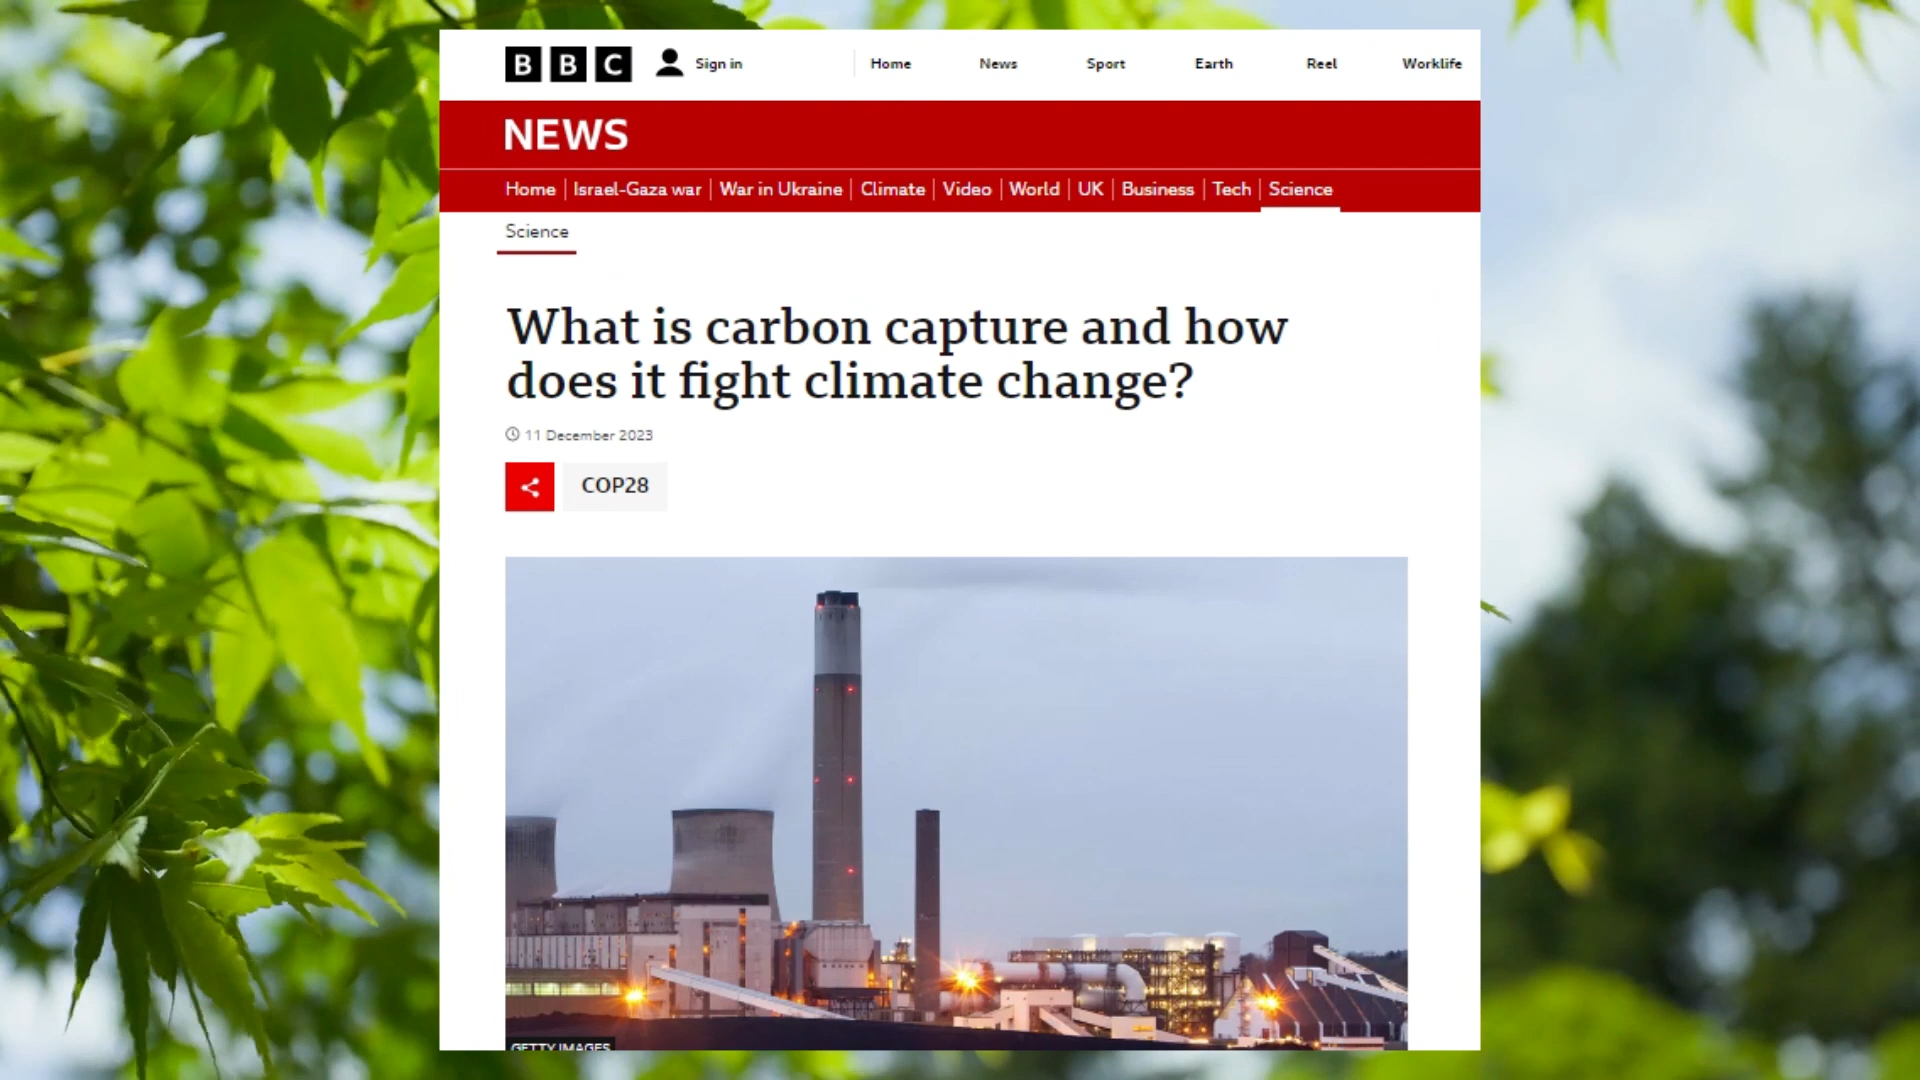 BBC Sign in Home News Sport Earth Reel Worklife
NEWS
Home Israel-Gaza war War in Ukraine Climate Video World UK Business Tech Science
Science
What is carbon capture and how
does it fight climate change?
11 December 2023
COP28
GETTY IMAGES